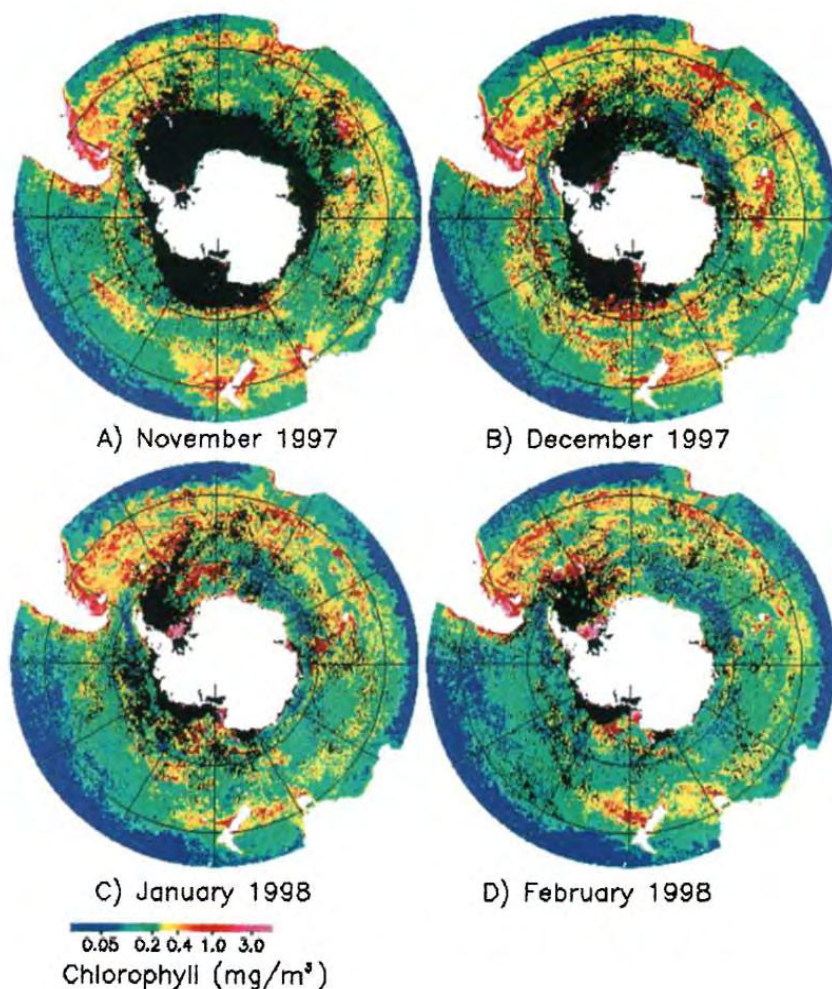 A) November 1997
B) December 1997
C) January 1998
D) February 1998
0.05 0.2 0.4 1.0 3.0
Chlorophyll (mg/m³)